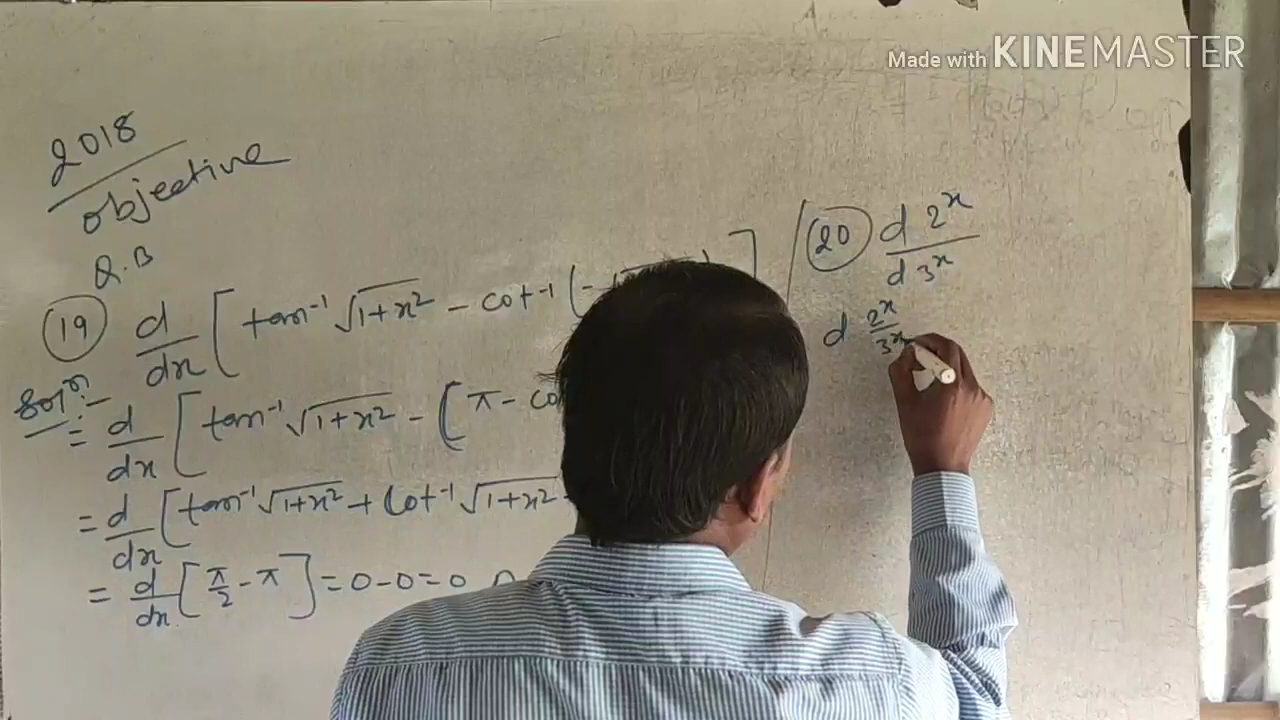 Made with KINEMASTER
2018
objective
Q.B
(19) d/dx [tan⁻¹ √1+x² - cot⁻¹ (-√ ]
Solⁿ:-
= d/dx [tan⁻¹ √1+x² - (π - co
= d/dx [tan⁻¹ √1+x² + Cot⁻¹ √1+x² -
= d/dx [π/2 - π] = 0-0=0
(20) d 2ˣ / d 3ˣ
d 2ˣ/3ˣ